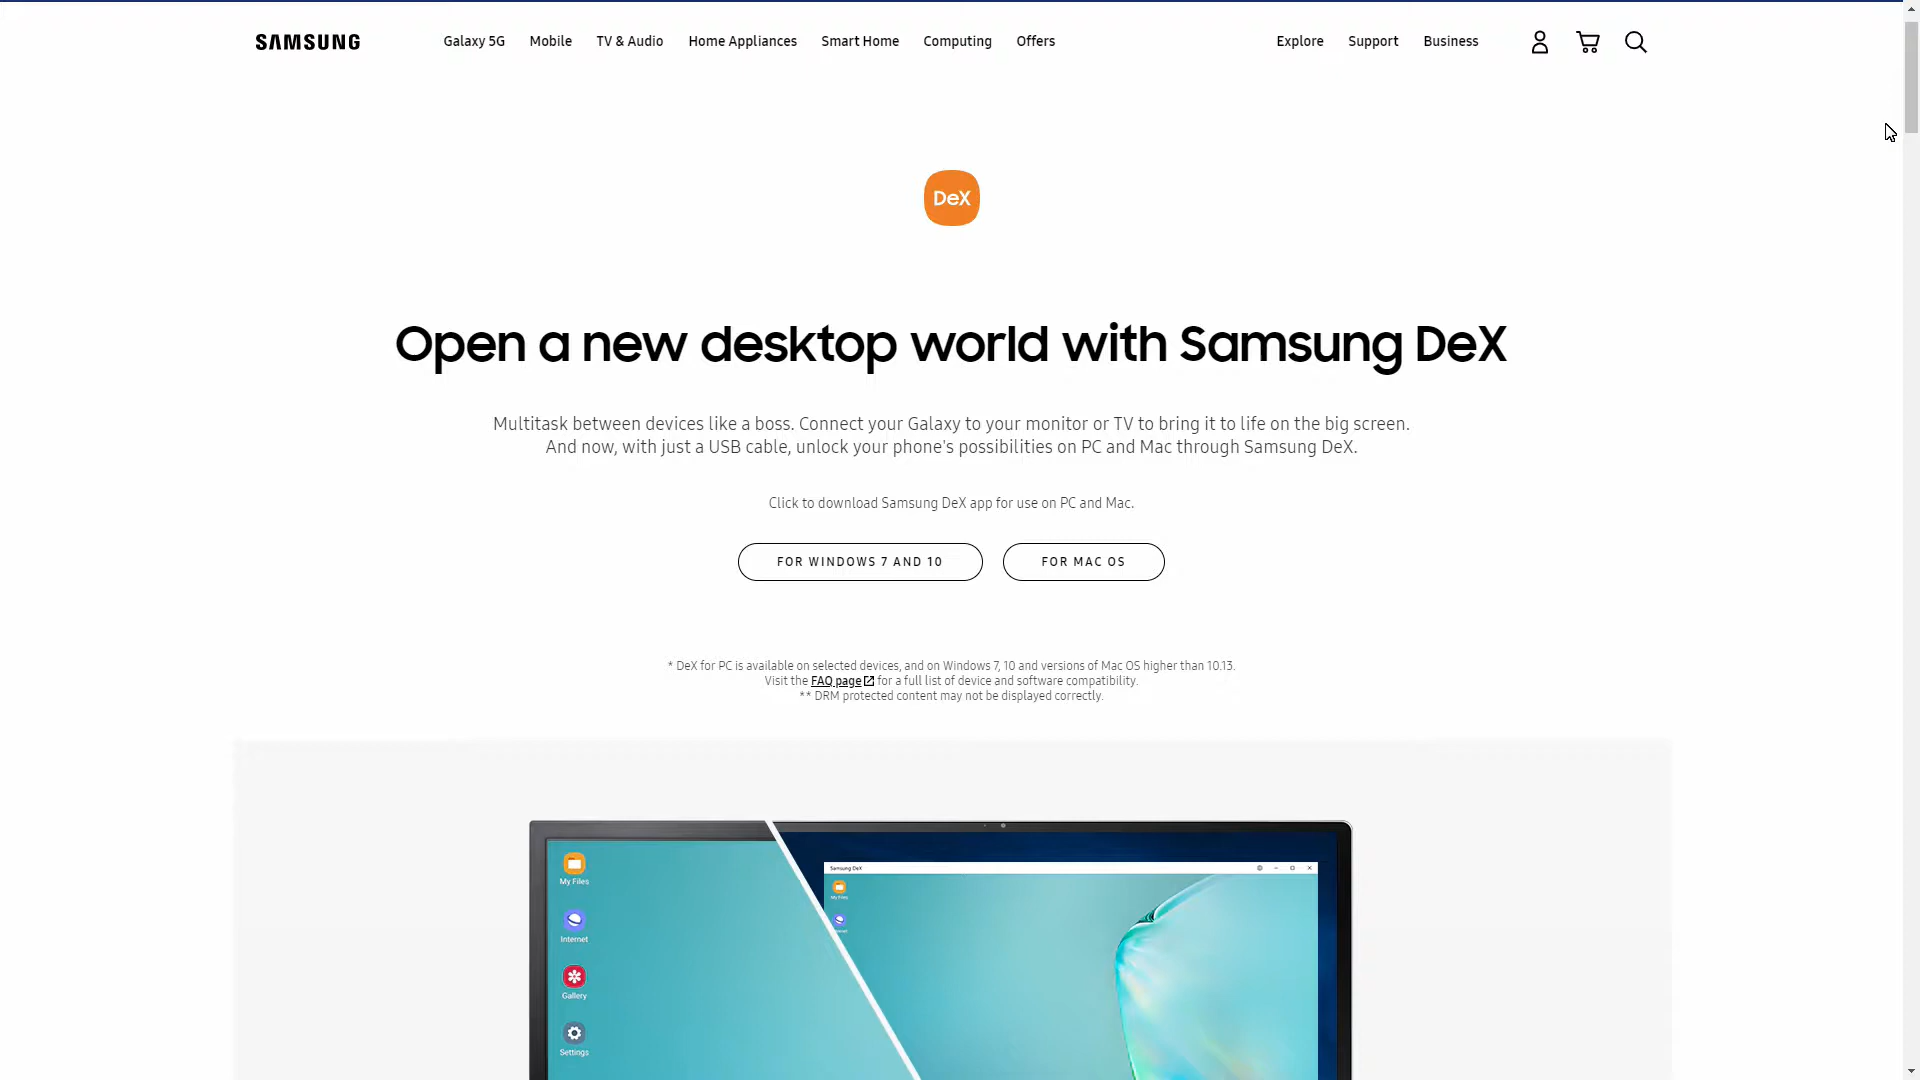 SAMSUNG
Galaxy 5G Mobile TV & Audio Home Appliances Smart Home Computing Offers
Explore Support Business
DeX
Open a new desktop world with Samsung DeX
Multitask between devices like a boss. Connect your Galaxy to your monitor or TV to bring it to life on the big screen.
And now, with just a USB cable, unlock your phone's possibilities on PC and Mac through Samsung DeX.
Click to download Samsung DeX app for use on PC and Mac.
FOR WINDOWS 7 AND 10
FOR MAC OS
* DeX for PC is available on selected devices, and on Windows 7, 10 and versions of Mac OS higher than 10.13.
Visit the FAQ page for a full list of device and software compatibility.
** DRM protected content may not be displayed correctly.
Samsung DeX
My Files
Internet
Gallery
Settings
My Files